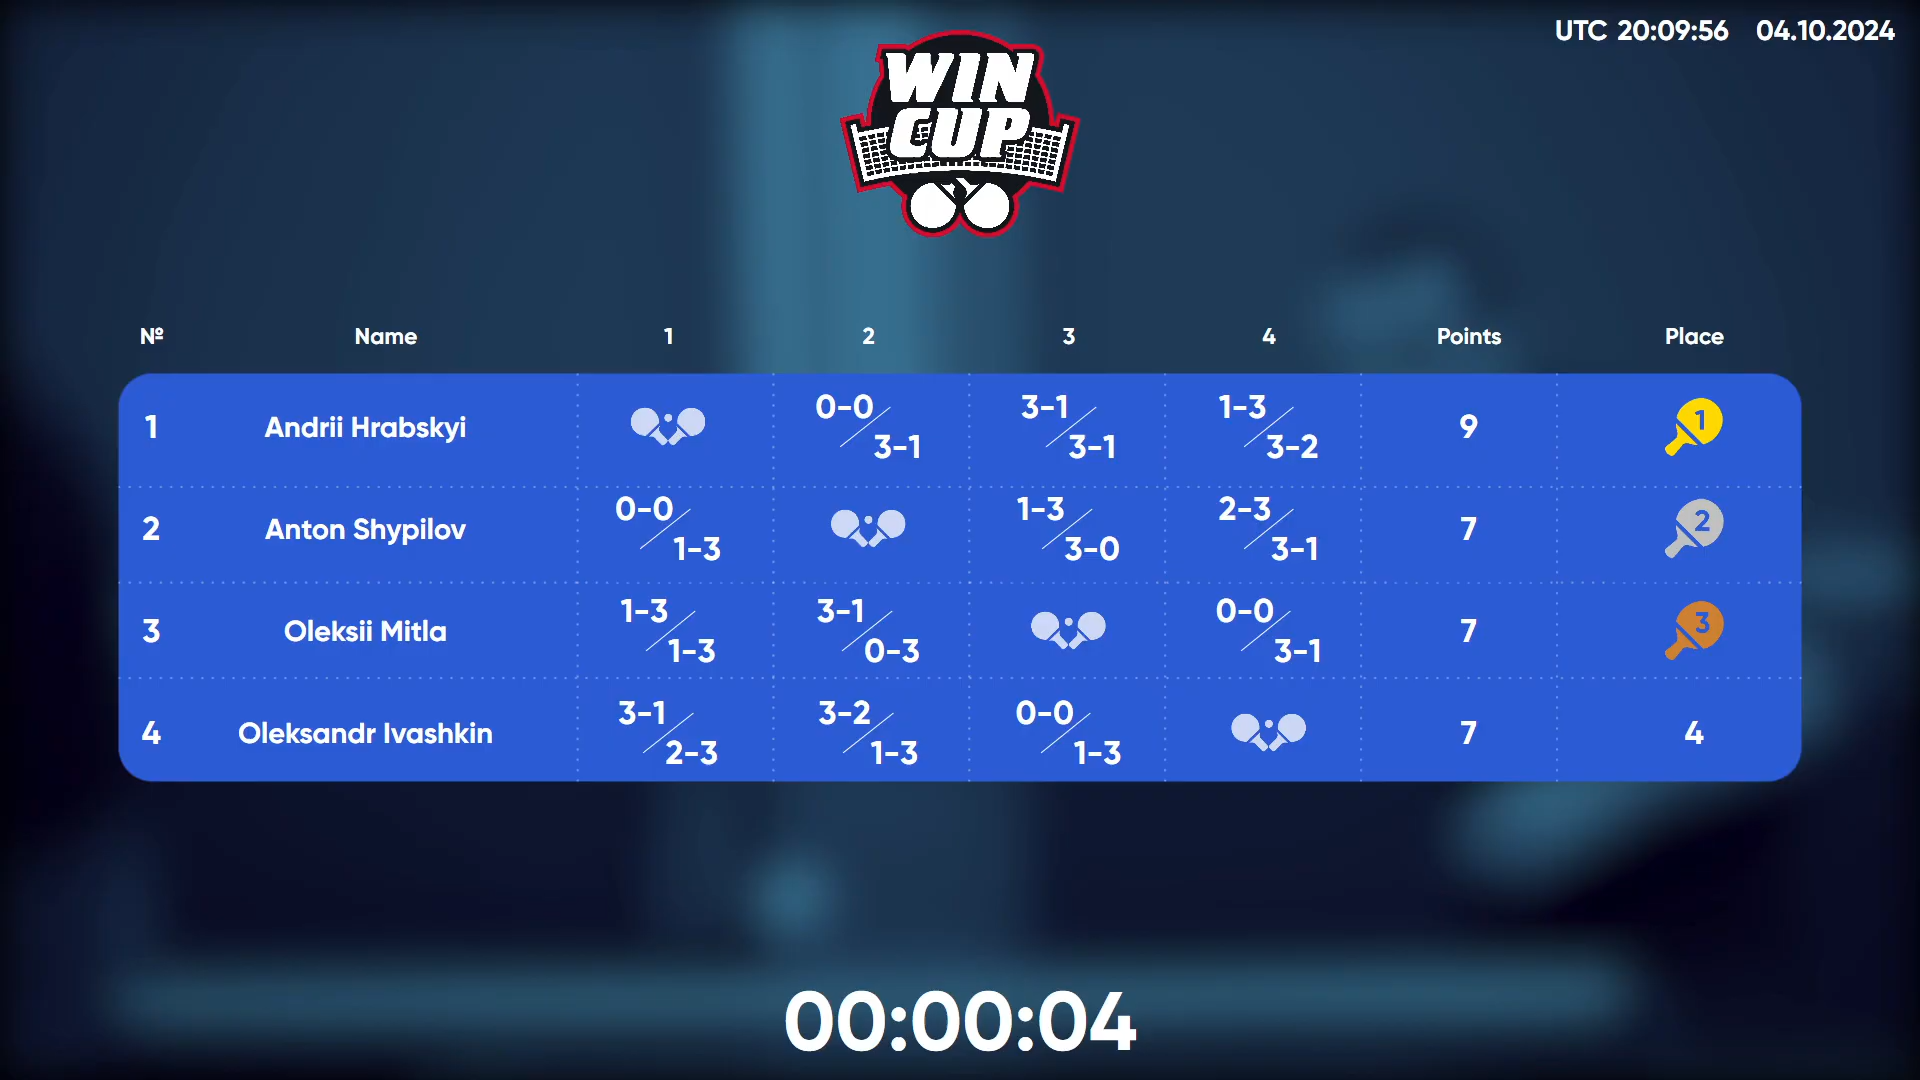 UTC 20:09:56 04.10.2024
WIN
CUP
Nº Name 1 2 3 4 Points Place
1 Andrii Hrabskyi 0-0 3-1 3-1 3-1 1-3 3-2 9 1
2 Anton Shypilov 0-0 1-3 1-3 3-0 2-3 3-1 7 2
3 Oleksii Mitla 1-3 1-3 3-1 0-3 0-0 3-1 7 3
4 Oleksandr Ivashkin 3-1 2-3 3-2 1-3 0-0 1-3 7 4
00:00:04